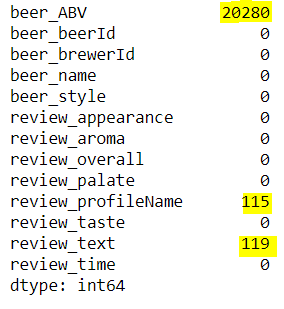 beer_ABV 20280
beer_beerId 0
beer_brewerId 0
beer_name 0
beer_style 0
review_appearance 0
review_aroma 0
review_overall 0
review_palate 0
review_profileName 115
review_taste 0
review_text 119
review_time 0
dtype: int64